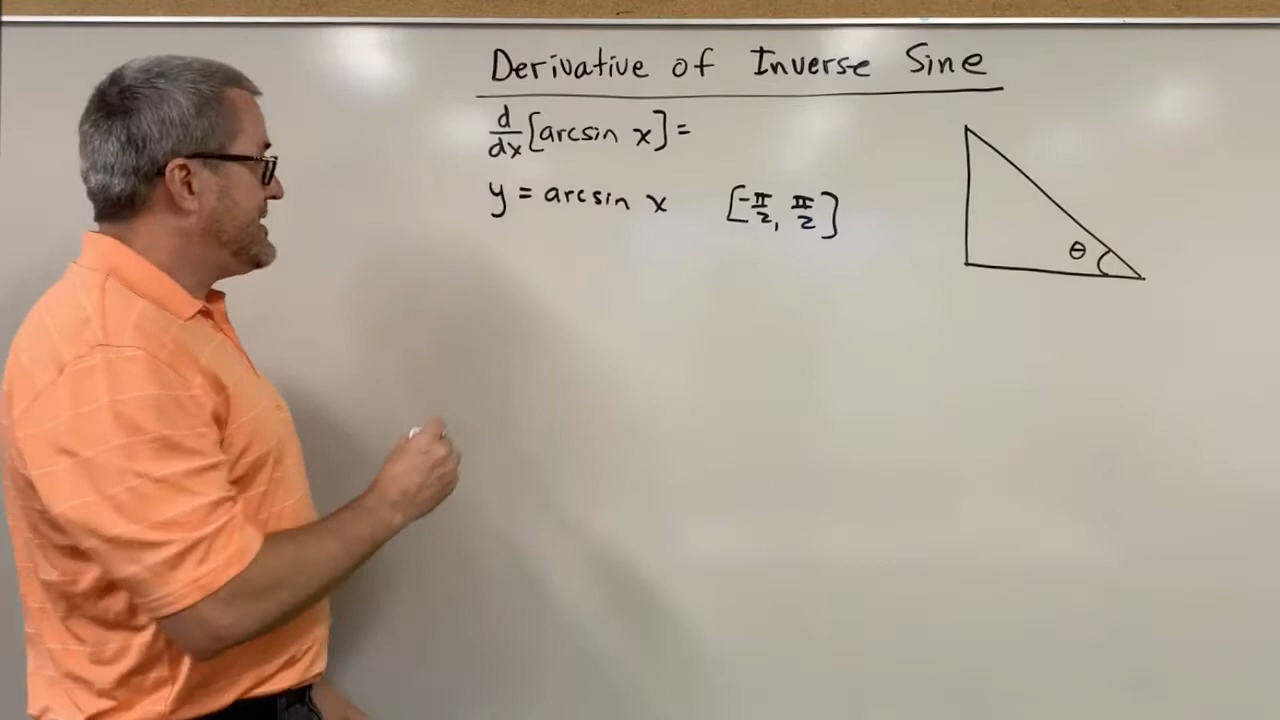 Derivative of Inverse Sine
d/dx [arcsin x] =
y = arcsin x [-π/2, π/2]
θ